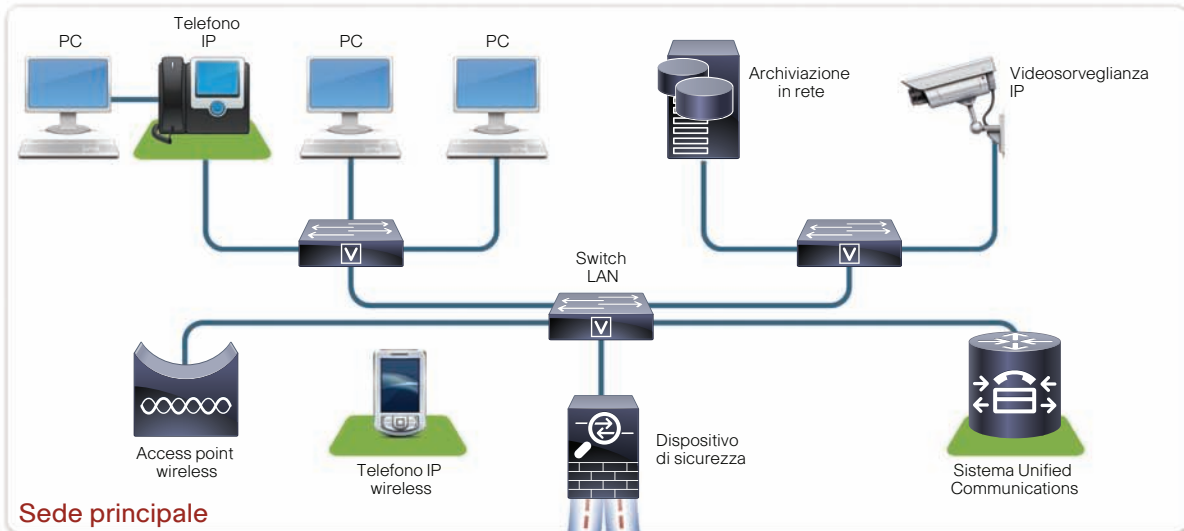 PC
Telefono
IP
PC
PC
Archiviazione
in rete
Videosorveglianza
IP
V
V
Switch
LAN
V
Access point
wireless
Telefono IP
wireless
Dispositivo
di sicurezza
Sistema Unified
Communications
Sede principale